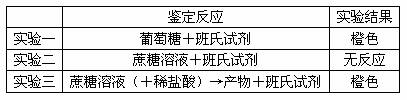 鉴定反应 实验结果
实验一 葡萄糖＋班氏试剂 橙色
实验二 蔗糖溶液＋班氏试剂 无反应
实验三 蔗糖溶液（＋稀盐酸）→产物＋班氏试剂 橙色